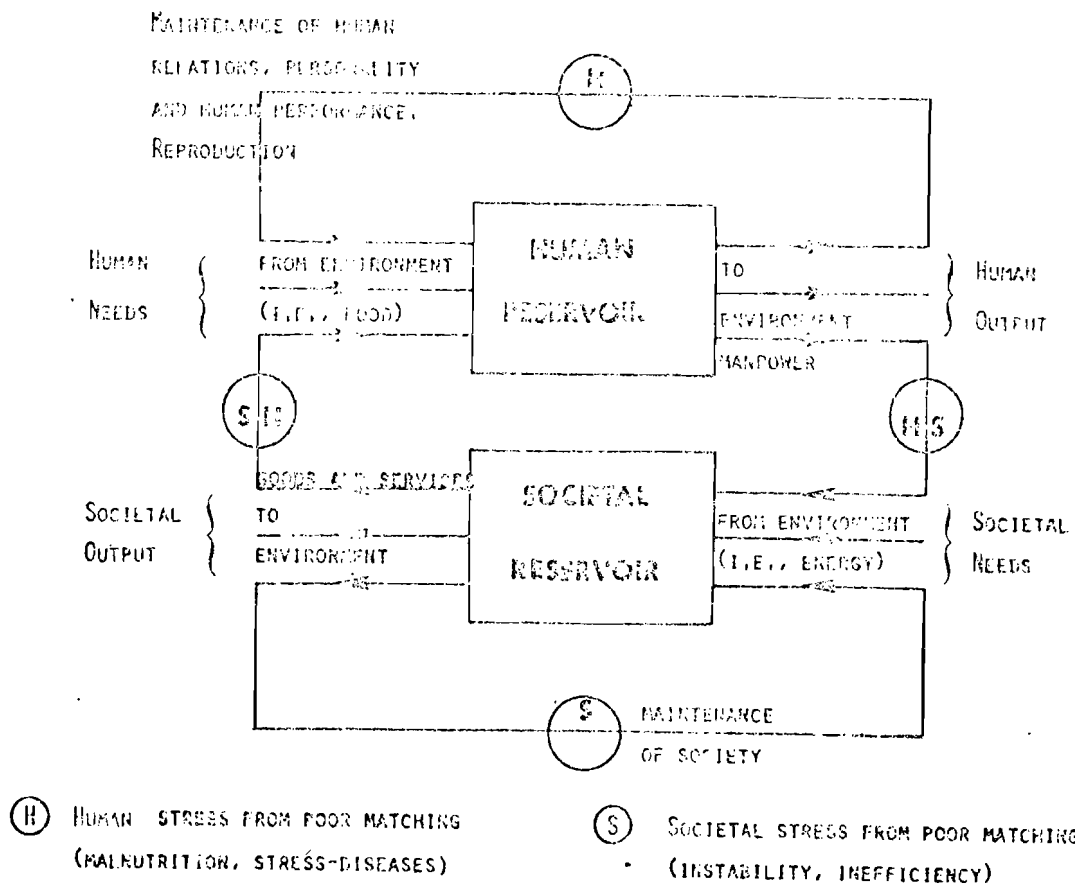 MAINTENANCE OF HUMAN
RELATIONS, PERSONALITY
AND HUMAN PERFORMANCE,
REPRODUCTION
H
HUMAN
NEEDS
FROM ENVIRONMENT
(I.E., FOOD)
HUMAN
RESERVOIR
TO
ENVIRONMENT
MANPOWER
HUMAN
OUTPUT
S H
H S
SOCIETAL
OUTPUT
GOODS AND SERVICES
TO
ENVIRONMENT
SOCIETAL
RESERVOIR
FROM ENVIRONMENT
(I.E., ENERGY)
SOCIETAL
NEEDS
S
MAINTENANCE
OF SOCIETY
H HUMAN STRESS FROM POOR MATCHING
(MALNUTRITION, STRESS-DISEASES)
S SOCIETAL STRESS FROM POOR MATCHING
(INSTABILITY, INEFFICIENCY)